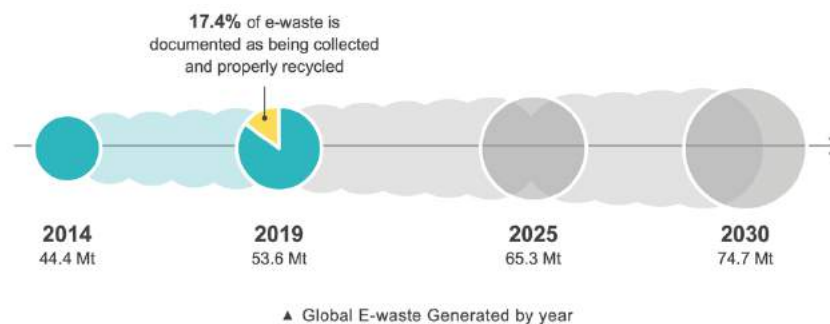 17.4% of e-waste is
documented as being collected
and properly recycled
2014
44.4 Mt
2019
53.6 Mt
2025
65.3 Mt
2030
74.7 Mt
▲ Global E-waste Generated by year